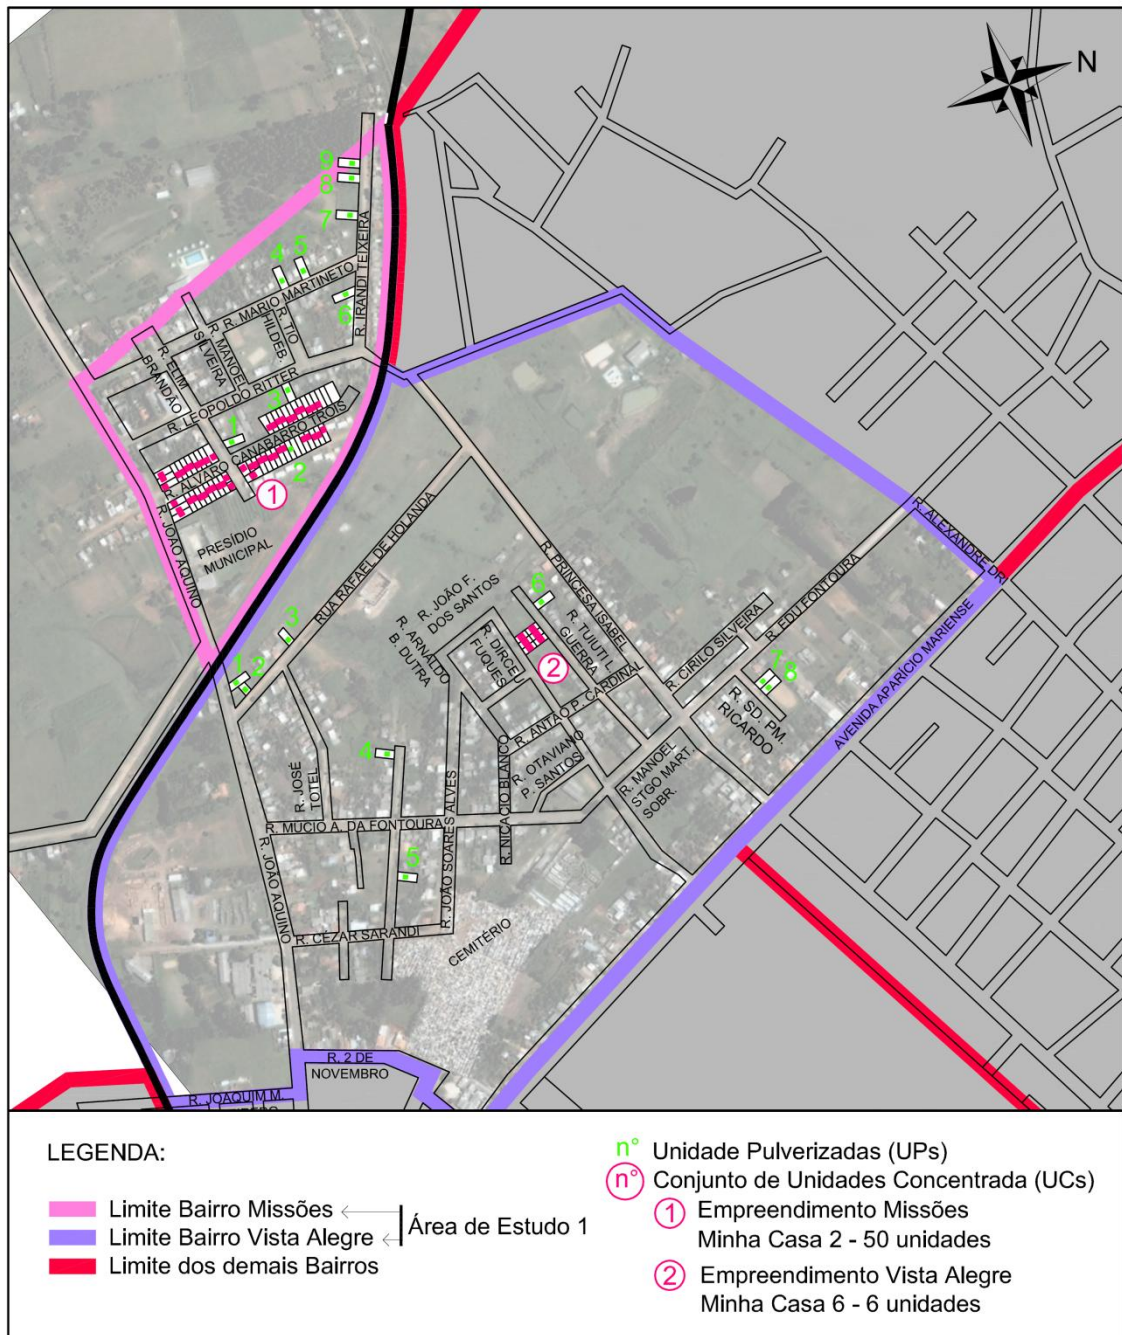 N
9
8
7
4
5
6
R. IRANDI TEIXEIRA
R. MARIO MARTINETO
R. TIO
HILDEB.
R. MANOEL
SILVEIRA
R. ELIM
BRANDÃO
R. LEOPOLDO RITTER
3
1
R. ALVARO CANABARRO TROIS
2
1
R. JOÃO AQUINO
PRESÍDIO
MUNICIPAL
RUA RAFAEL DE HOLANDA
3
1
2
R. ALEXANDRE DR
R. EDU FONTOURA
R. PRINCESA ISABEL
R. JOÃO F.
DOS SANTOS
R. ARNALDO
B. DUTRA
R. DIRCEU
FUQUES
6
R. TUIUTI L.
GUERRA
2
R. CIRILO SILVEIRA
7
8
R. SD. PM.
RICARDO
AVENIDA APARÍCIO MARIENSE
R. ANTÃO P. CARDINAL
R. OTAVIANO
P. SANTOS
R. MANOEL
STGO MART.
SOBR.
R. NICACIO BLANCO
4
R. JOSÉ
TOTEL
R. MUCIO A. DA FONTOURA
R. JOÃO SOARES ALVES
5
R. JOÃO AQUINO
R. CÉZAR SARANDI
CEMITÉRIO
R. 2 DE
NOVEMBRO
R. JOAQUIM M.
LEGENDA:
Limite Bairro Missões
Limite Bairro Vista Alegre
Área de Estudo 1
Limite dos demais Bairros
n° Unidade Pulverizadas (UPs)
n° Conjunto de Unidades Concentrada (UCs)
1 Empreendimento Missões
Minha Casa 2 - 50 unidades
2 Empreendimento Vista Alegre
Minha Casa 6 - 6 unidades